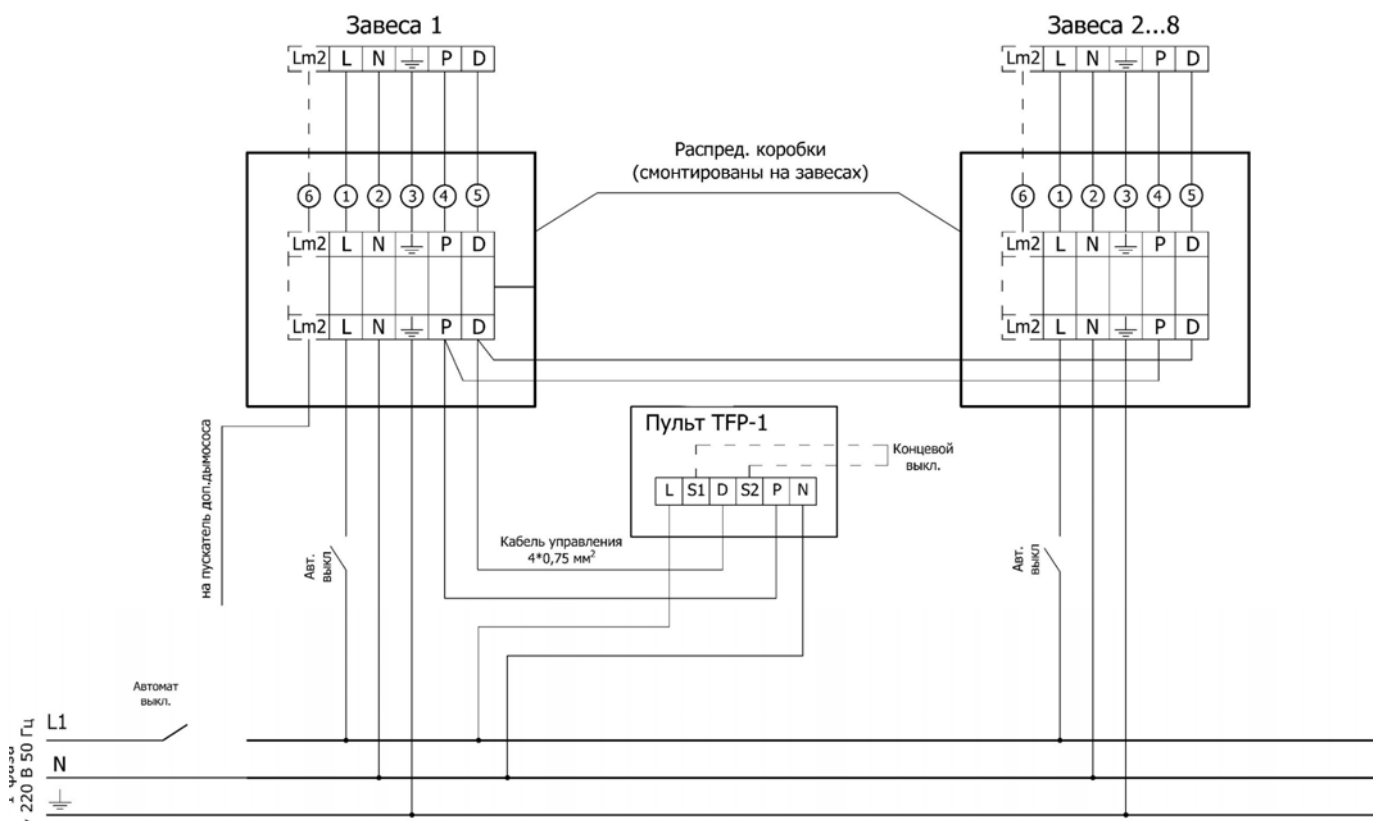 Завеса 1
Завеса 2...8
Lm2 L N P D
Lm2 L N P D
Распред. коробки
(смонтированы на завесах)
6 1 2 3 4 5
6 1 2 3 4 5
Lm2 L N P D
Lm2 L N P D
Lm2 L N P D
Lm2 L N P D
Пульт TFP-1
Концевой
выкл.
L S1 D S2 P N
на пускатель доп.дымососа
Кабель управления
4*0,75 мм²
Авт.
выкл
Авт.
выкл
Автомат
выкл.
L1
N
220 В 50 Гц